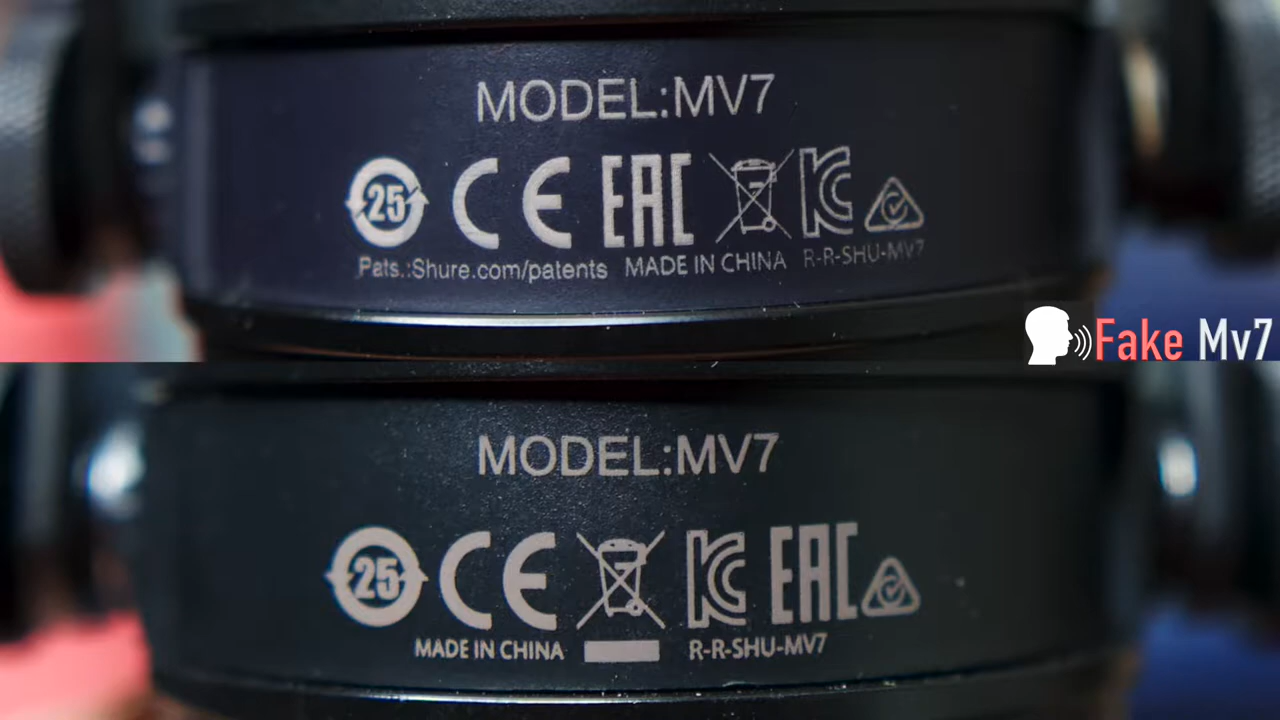 MODEL:MV7
25 CE EAC
Pats.:Shure.com/patents MADE IN CHINA R-R-SHU-MV7
Fake Mv7
MODEL:MV7
25 CE EAC
MADE IN CHINA R-R-SHU-MV7